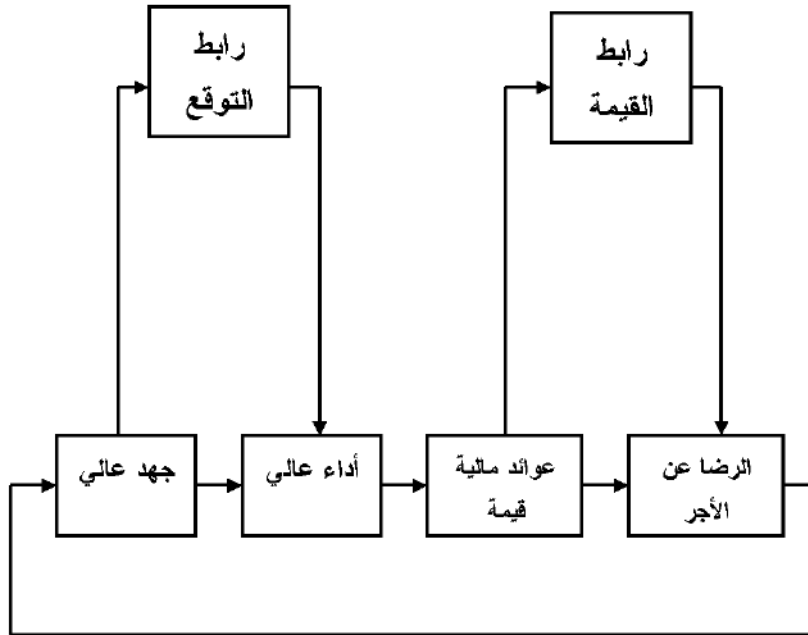 رابط
التوقع
رابط
القيمة
جهد عالي
أداء عالي
عوائد مالية
قيمة
الرضا عن
الأجر